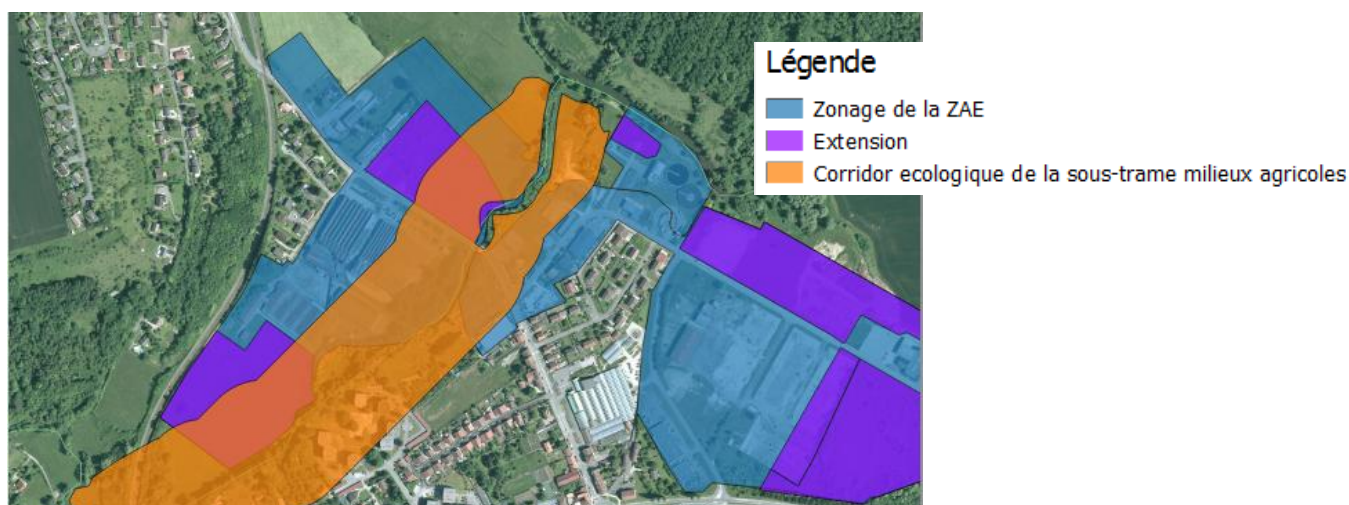 Légende
Zonage de la ZAE
Extension
Corridor ecologique de la sous-trame milieux agricoles